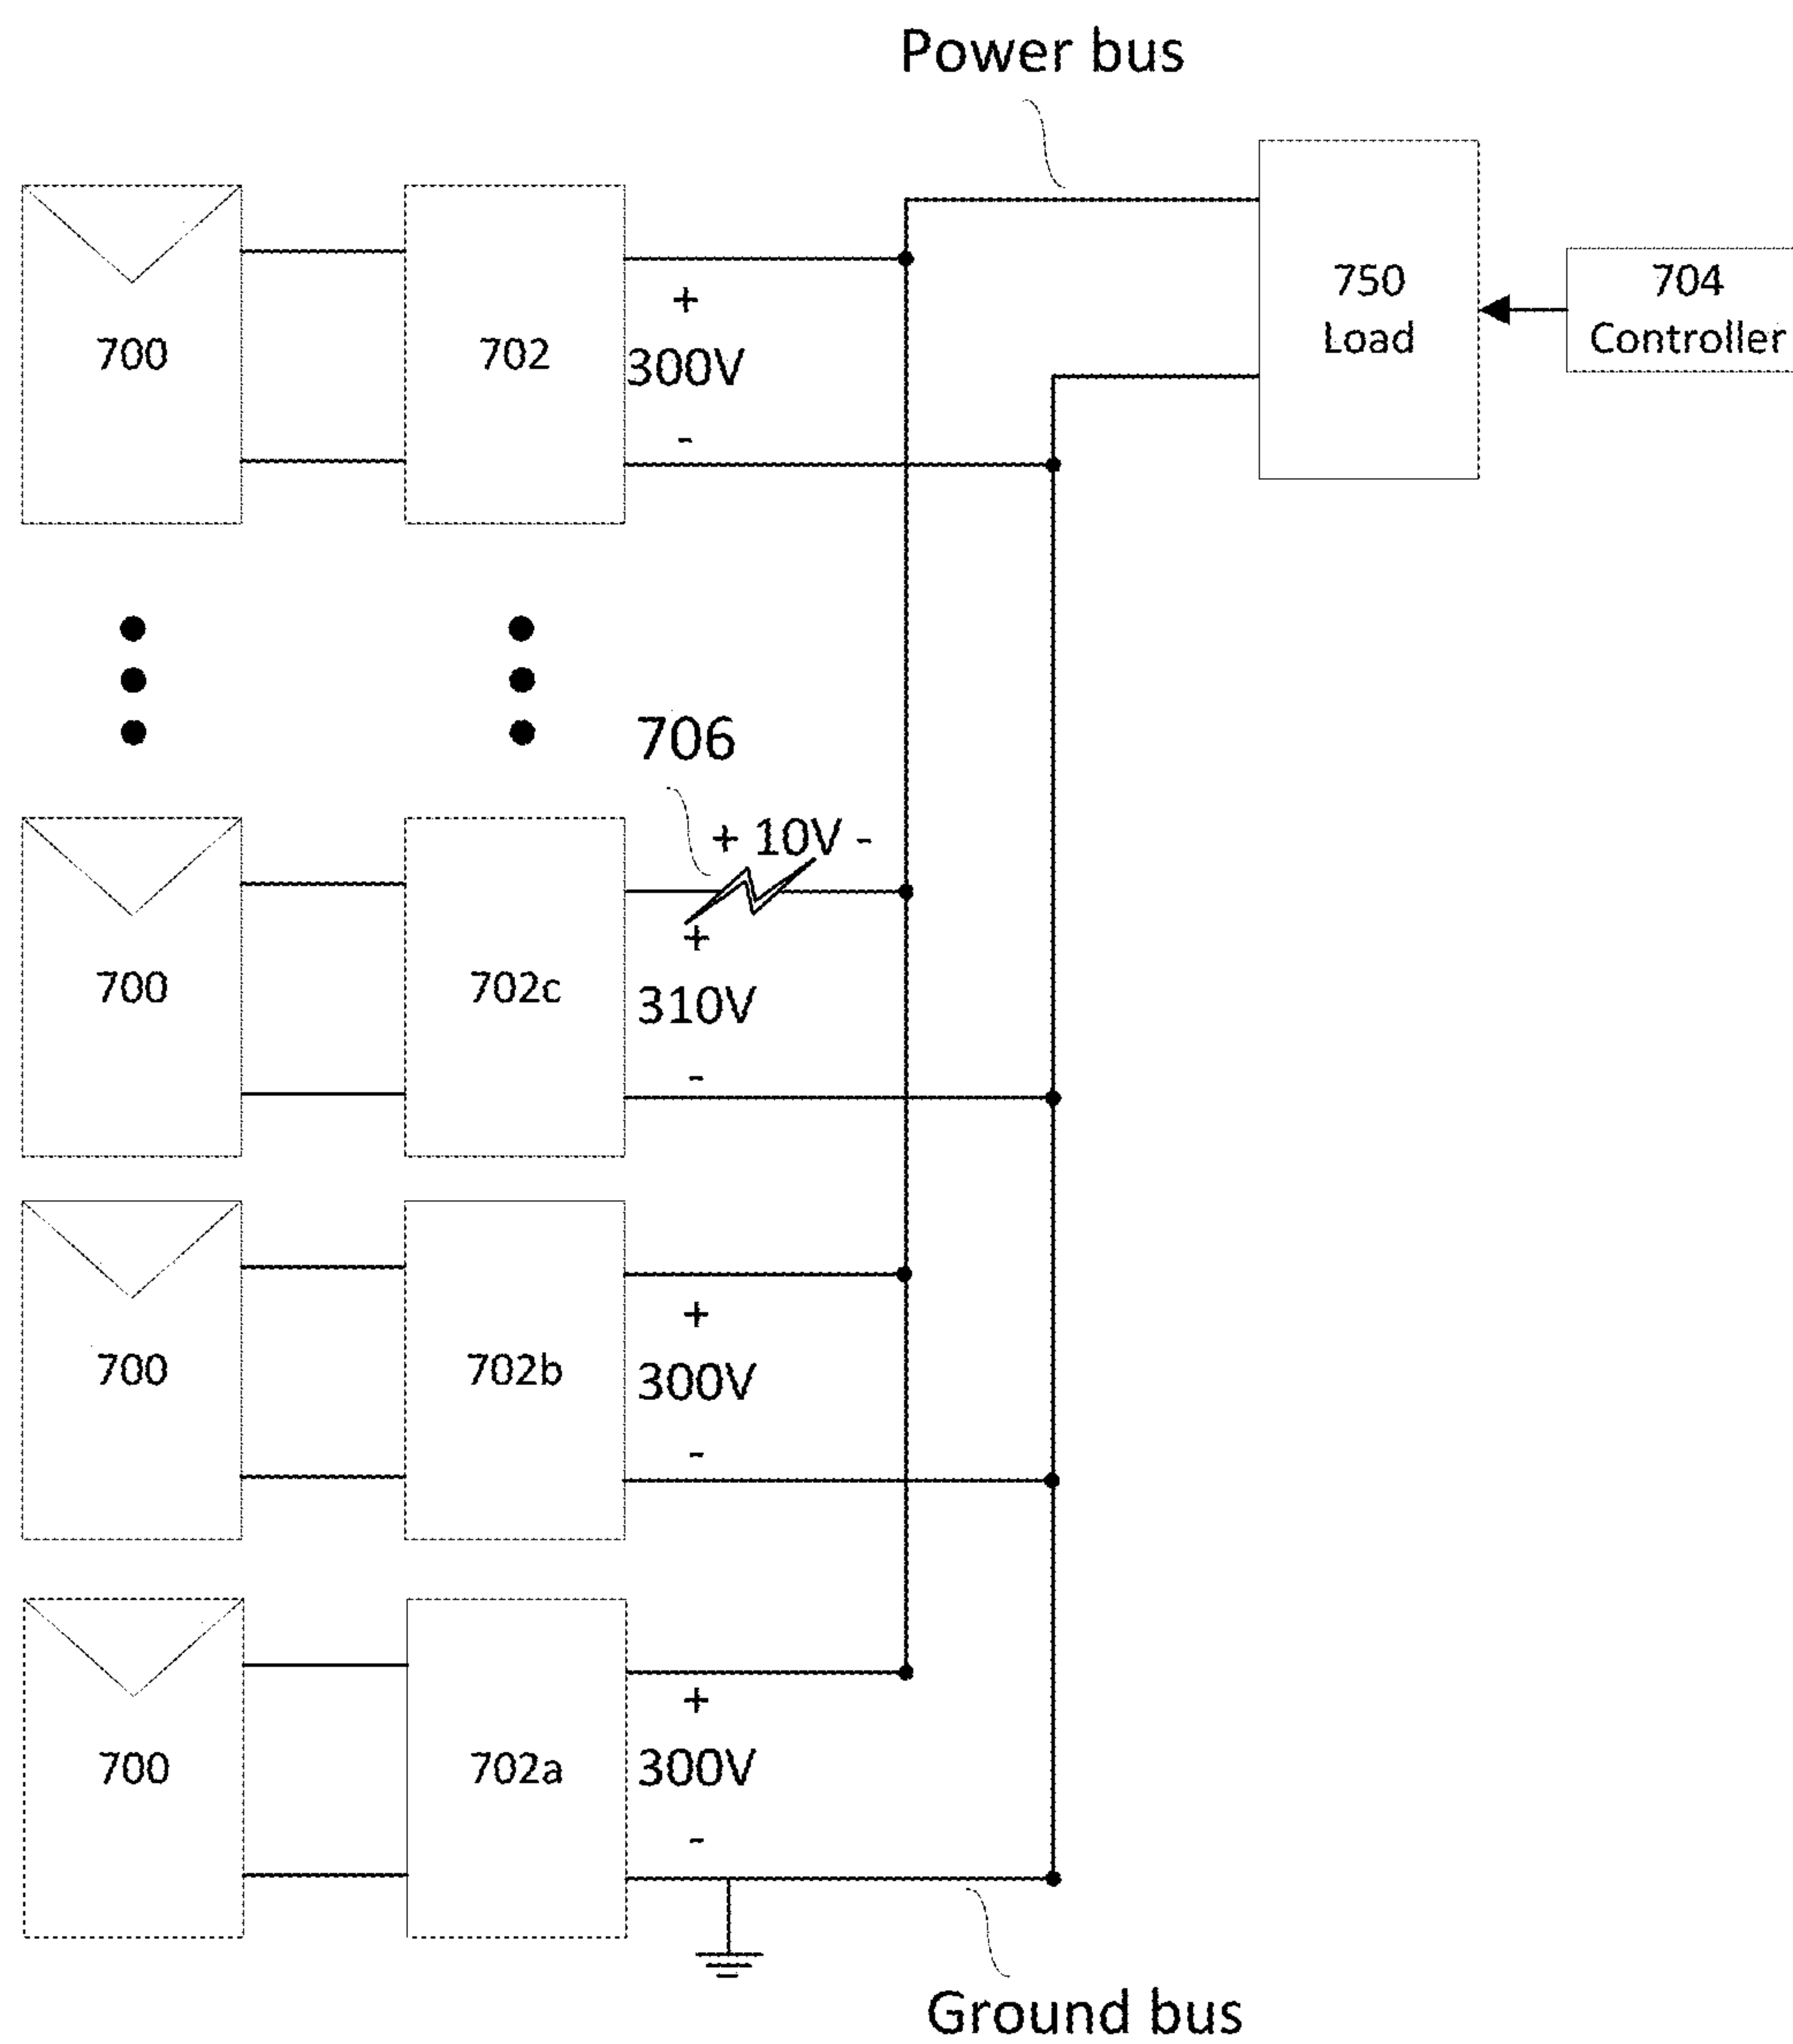 Power bus
700
702
+
300V
-
750
Load
704
Controller
706
+ 10V -
700
702c
+
310V
-
700
702b
+
300V
-
700
702a
+
300V
-
Ground bus